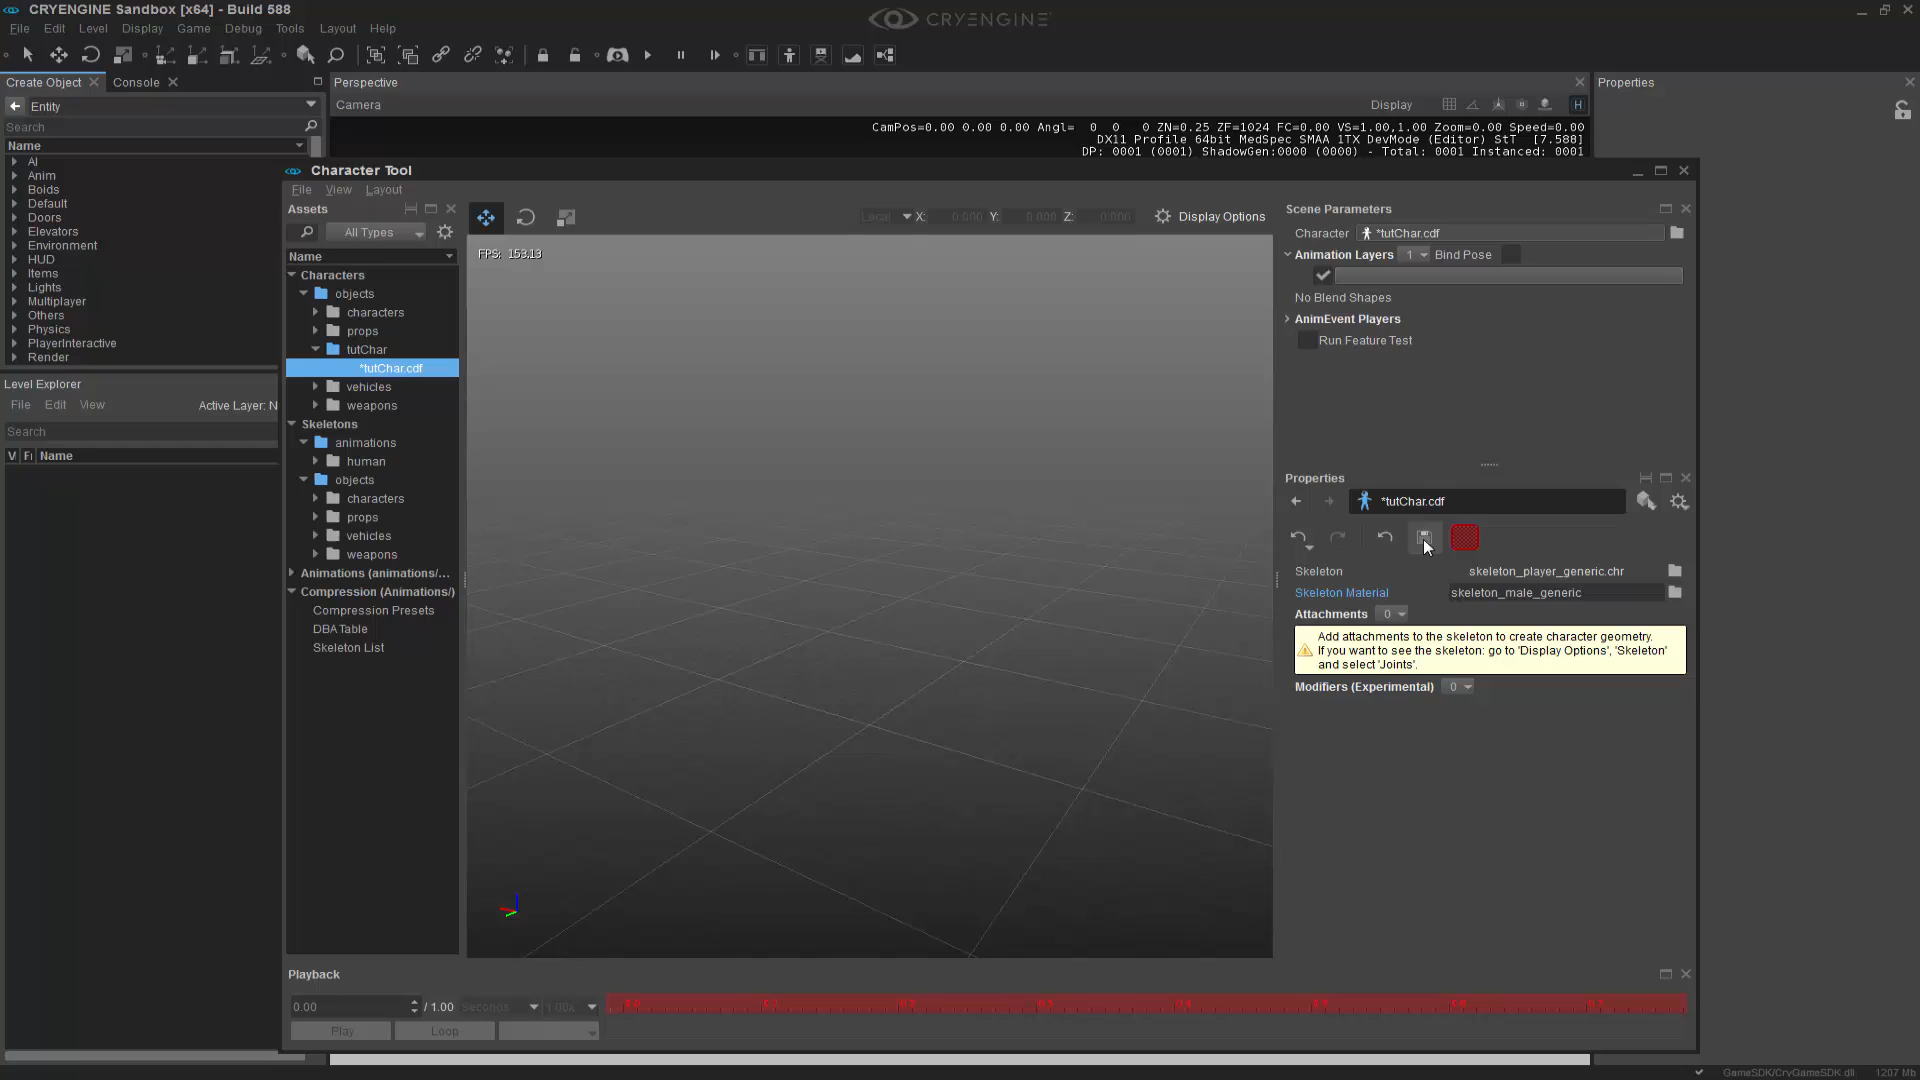 CRYENGINE Sandbox [x64] - Build 588
CRYENGINE
File Edit Level Display Game Debug Tools Layout Help
Create Object
Console
Perspective
Properties
Entity
Camera
Display
H
Search
CamPos=0.00 0.00 0.00 Angl= 0 0 0 ZN=0.25 ZF=1024 FC=0.00 VS=1.00,1.00 Zoom=0.00 Speed=0.00
DX11 Profile 64bit MedSpec SMAA 1TX DevMode (Editor) StT [7.588]
DP: 0001 (0001) ShadowGen:0000 (0000) - Total: 0001 Instanced: 0001
Name
AI
Anim
Boids
Default
Doors
Elevators
Environment
HUD
Items
Lights
Multiplayer
Others
Physics
PlayerInteractive
Render
Level Explorer
File Edit View
Active Layer: N
Search
V Fi Name
Character Tool
File View Layout
Assets
All Types
Name
Characters
objects
characters
props
tutChar
*tutChar.cdf
vehicles
weapons
Skeletons
animations
human
objects
characters
props
vehicles
weapons
Animations (animations/...
Compression (Animations/)
Compression Presets
DBA Table
Skeleton List
Local X: 0.000 Y: 0.000 Z: 0.000
Display Options
FPS: 153.13
Scene Parameters
Character *tutChar.cdf
Animation Layers 1 Bind Pose
No Blend Shapes
AnimEvent Players
Run Feature Test
Properties
*tutChar.cdf
Skeleton skeleton_player_generic.chr
Skeleton Material skeleton_male_generic
Attachments 0
Add attachments to the skeleton to create character geometry.
If you want to see the skeleton: go to 'Display Options', 'Skeleton'
and select 'Joints'.
Modifiers (Experimental) 0
Playback
0.00 / 1.00 Seconds 1.00x
Play Loop
GameSDK/CryGameSDK.dll 1207 Mb